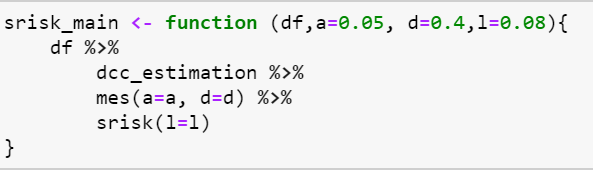 srisk_main <- function (df,a=0.05, d=0.4,l=0.08){
    df %>%
        dcc_estimation %>%
        mes(a=a, d=d) %>%
        srisk(l=l)
}